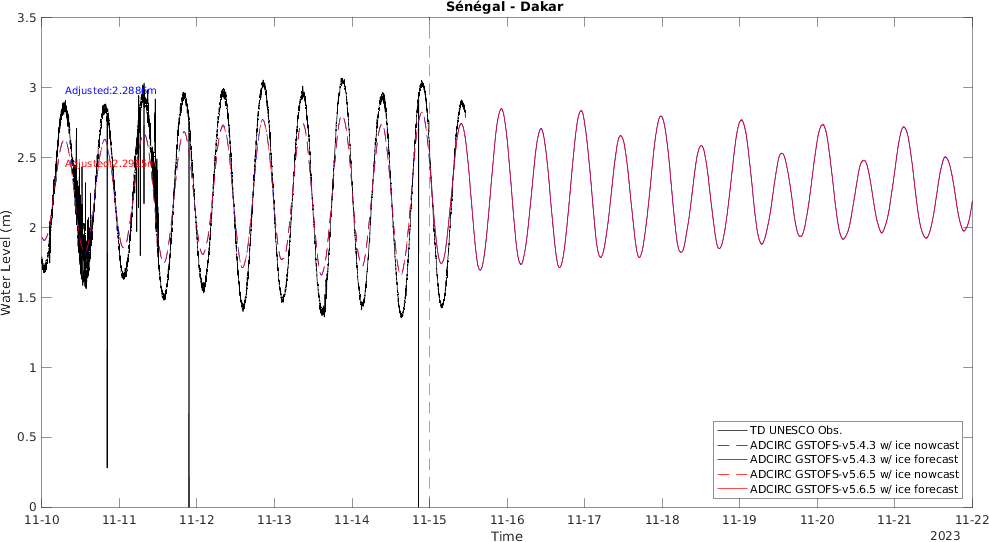 Sénégal - Dakar
3.5
3
2.5
2
1.5
1
0.5
0
Water Level (m)
Adjusted:2.2886m
TD UNESCO Obs.
ADCIRC GSTOFS-v5.4.3 w/ ice nowcast
ADCIRC GSTOFS-v5.4.3 w/ ice forecast
ADCIRC GSTOFS-v5.6.5 w/ ice nowcast
ADCIRC GSTOFS-v5.6.5 w/ ice forecast
11-10 11-11 11-12 11-13 11-14 11-15 11-16 11-17 11-18 11-19 11-20 11-21 11-22
Time
2023